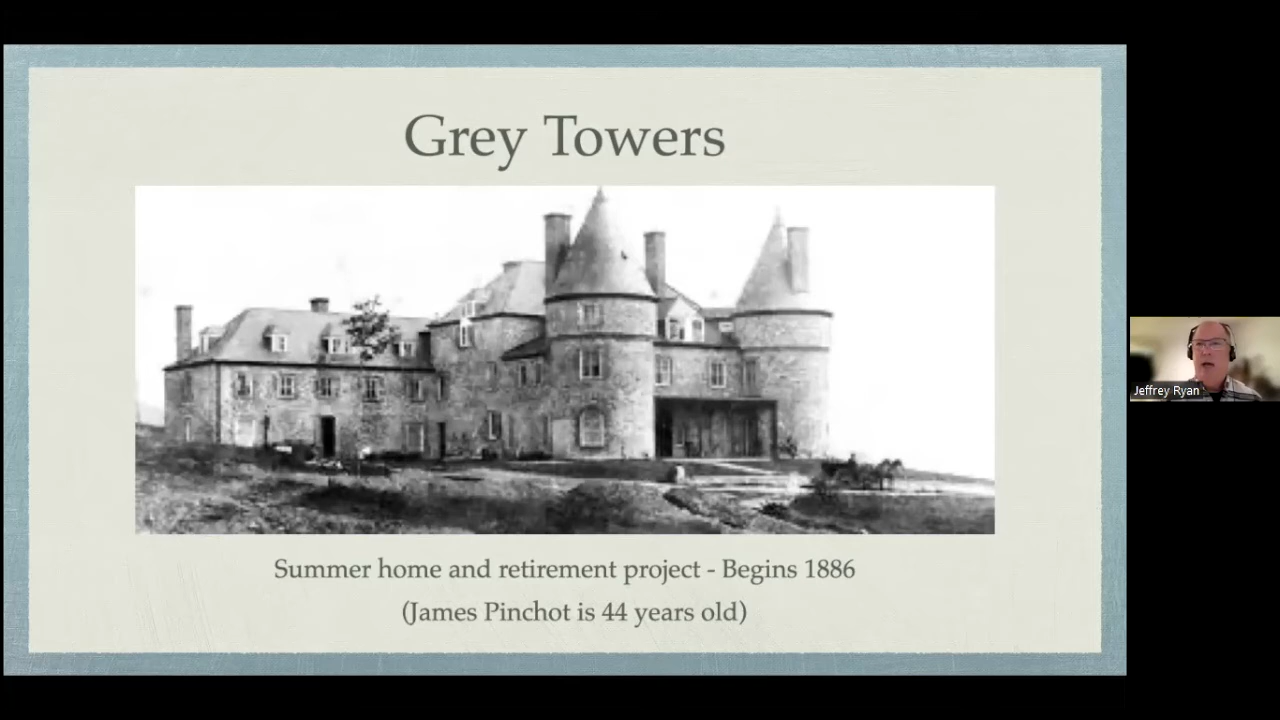 Grey Towers
Summer home and retirement project - Begins 1886
(James Pinchot is 44 years old)
Jeffrey Ryan